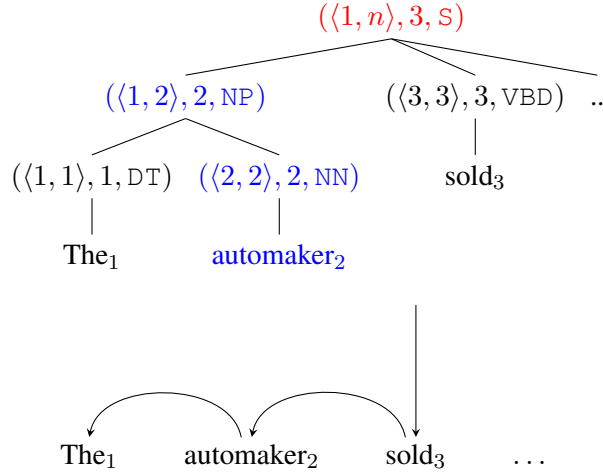 (⟨1, n⟩, 3, S)
(⟨1, 2⟩, 2, NP) (⟨3, 3⟩, 3, VBD) ..
(⟨1, 1⟩, 1, DT) (⟨2, 2⟩, 2, NN) sold₃
The₁ automaker₂
The₁ automaker₂ sold₃ ...